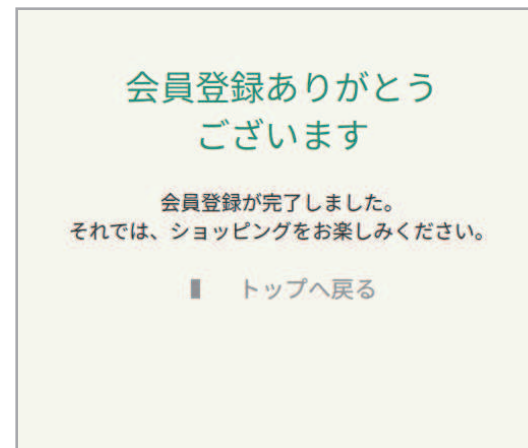 会員登録ありがとう
ございます
会員登録が完了しました。
それでは、ショッピングをお楽しみください。
トップへ戻る